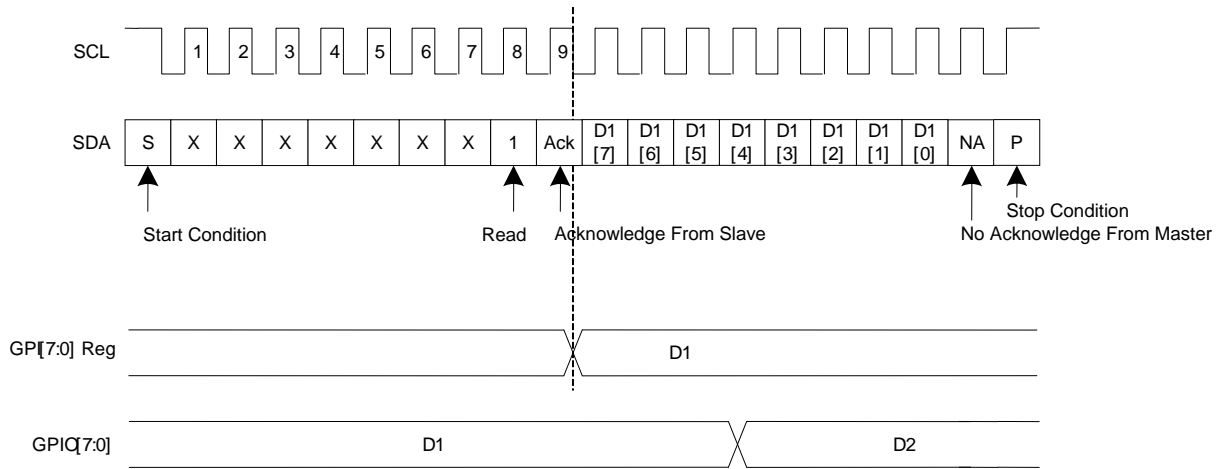 SCL 1 2 3 4 5 6 7 8 9
SDA S X X X X X X X 1 Ack D1 [7] D1 [6] D1 [5] D1 [4] D1 [3] D1 [2] D1 [1] D1 [0] NA P
Start Condition
Read
Acknowledge From Slave
Stop Condition
No Acknowledge From Master
GPI[7:0] Reg D1
GPIO[7:0] D1 D2